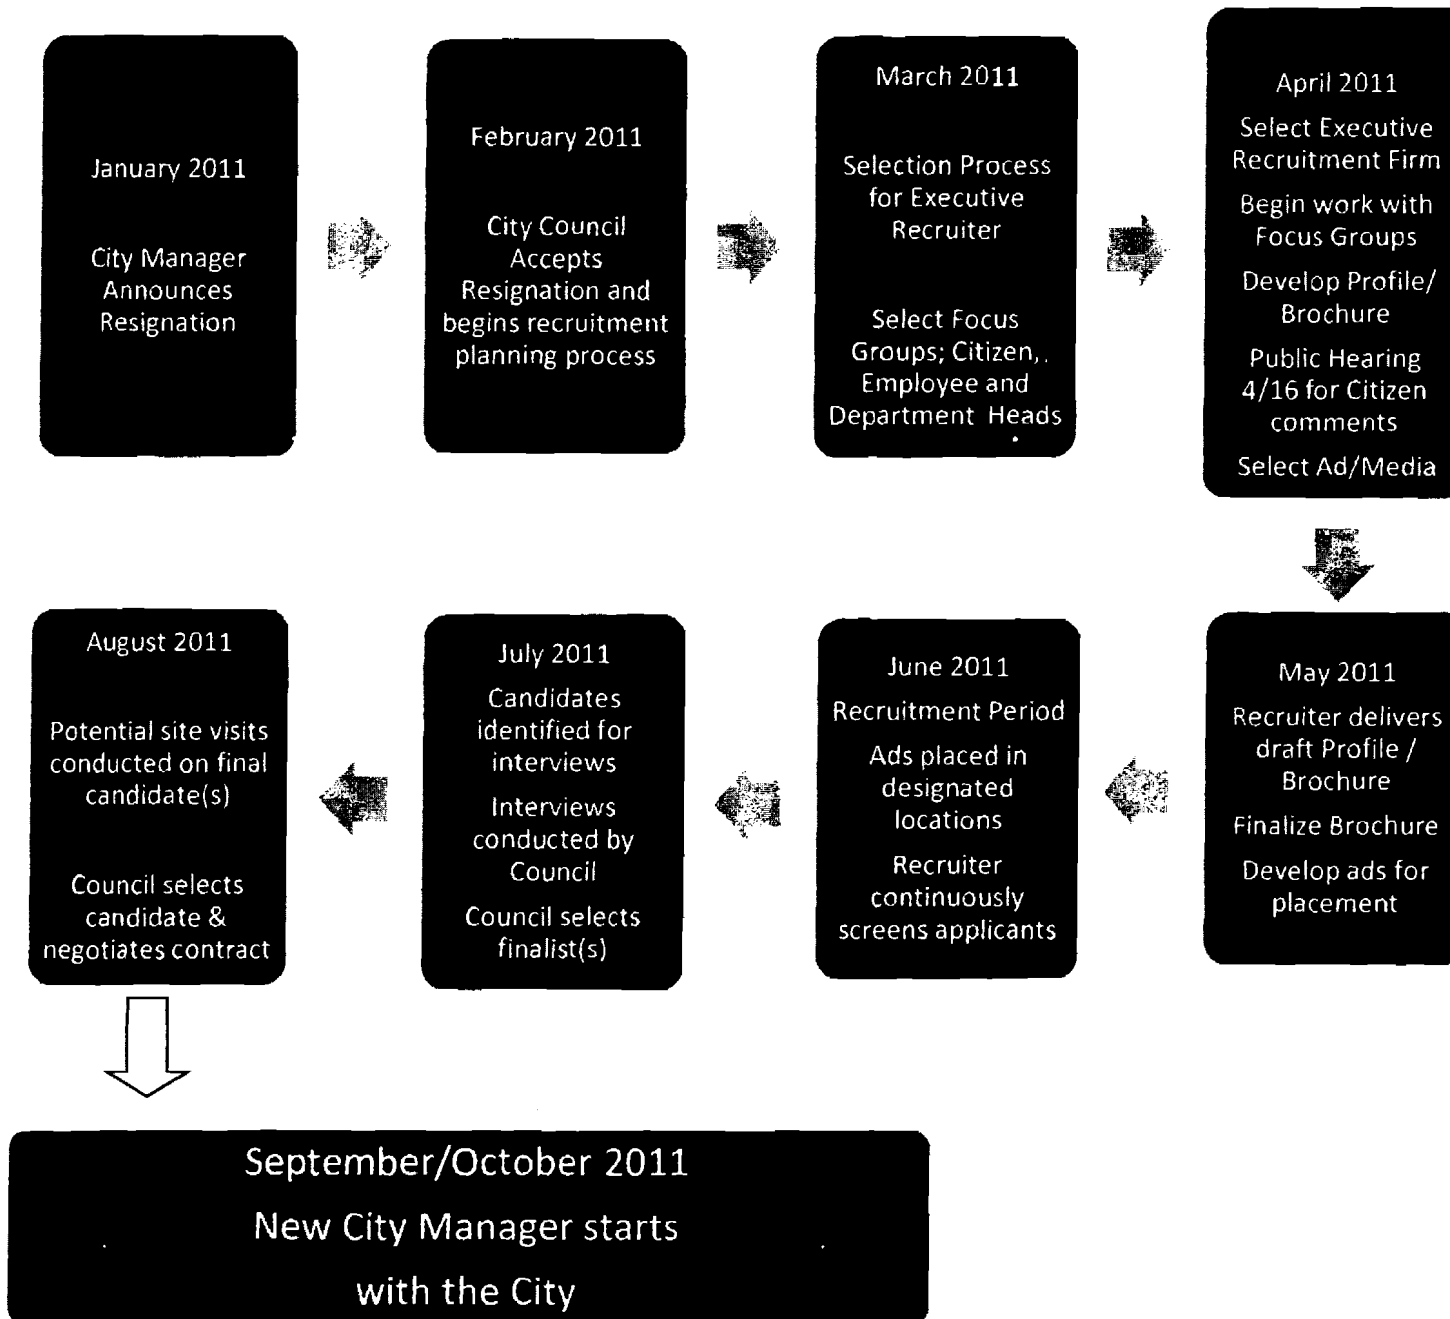 January 2011
City Manager
Announces
Resignation
February 2011
City Council
Accepts
Resignation and
begins recruitment
planning process
March 2011
Selection Process
for Executive
Recruiter
Select Focus
Groups; Citizen,
Employee and
Department Heads
April 2011
Select Executive
Recruitment Firm
Begin work with
Focus Groups
Develop Profile/
Brochure
Public Hearing
4/16 for Citizen
comments
Select Ad/Media
May 2011
Recruiter delivers
draft Profile /
Brochure
Finalize Brochure
Develop ads for
placement
June 2011
Recruitment Period
Ads placed in
designated
locations
Recruiter
continuously
screens applicants
July 2011
Candidates
identified for
interviews
Interviews
conducted by
Council
Council selects
finalist(s)
August 2011
Potential site visits
conducted on final
candidate(s)
Council selects
candidate &
negotiates contract
September/October 2011
New City Manager starts
with the City